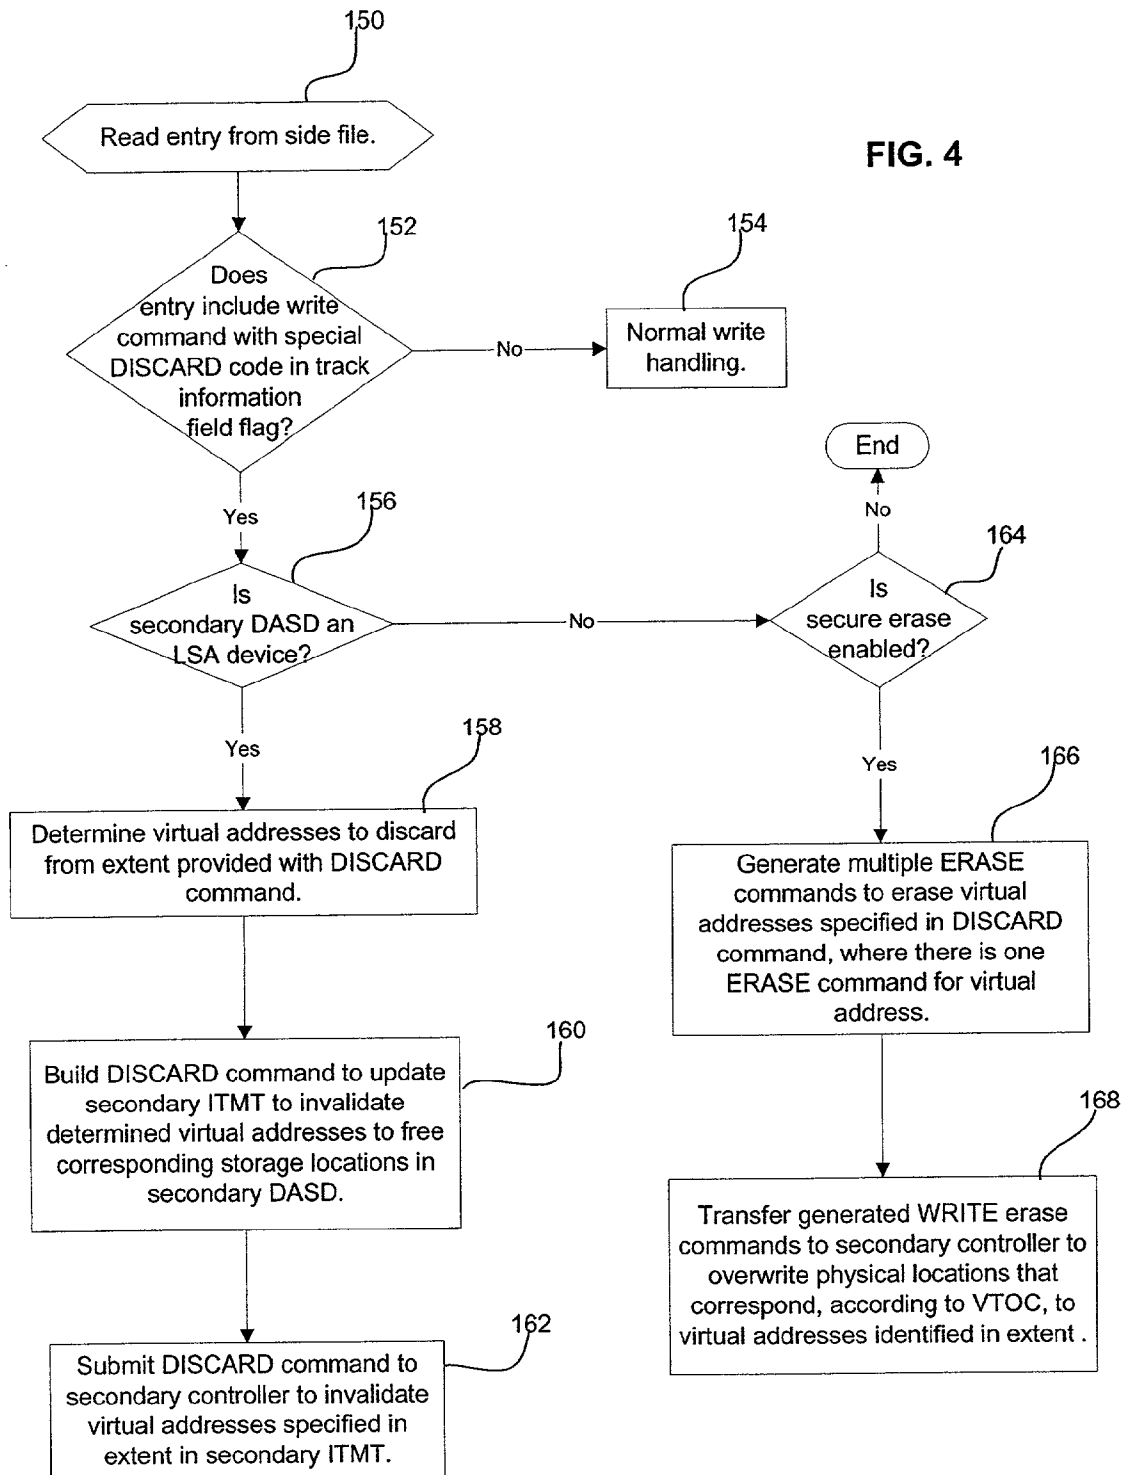 150
Read entry from side file.
FIG. 4
152
Does
entry include write
command with special
DISCARD code in track
information
field flag?
No
154
Normal write
handling.
Yes
156
Is
secondary DASD an
LSA device?
No
164
Is
secure erase
enabled?
No
End
Yes
158
Determine virtual addresses to discard
from extent provided with DISCARD
command.
160
Build DISCARD command to update
secondary ITMT to invalidate
determined virtual addresses to free
corresponding storage locations in
secondary DASD.
162
Submit DISCARD command to
secondary controller to invalidate
virtual addresses specified in
extent in secondary ITMT.
Yes
166
Generate multiple ERASE
commands to erase virtual
addresses specified in DISCARD
command, where there is one
ERASE command for virtual
address.
168
Transfer generated WRITE erase
commands to secondary controller to
overwrite physical locations that
correspond, according to VTOC, to
virtual addresses identified in extent .